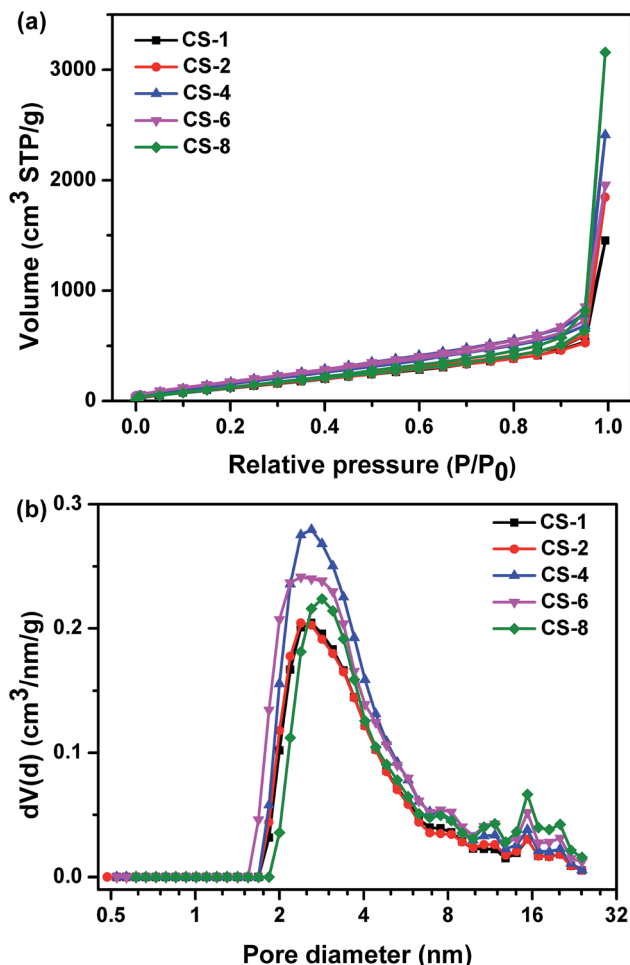 (a)
CS-1
CS-2
CS-4
CS-6
CS-8
Volume (cm³ STP/g)
3000
2000
1000
0
0.0 0.2 0.4 0.6 0.8 1.0
Relative pressure (P/P₀)
(b)
CS-1
CS-2
CS-4
CS-6
CS-8
dV(d) (cm³/nm/g)
0.3
0.2
0.1
0.0
0.5 1 2 4 8 16 32
Pore diameter (nm)